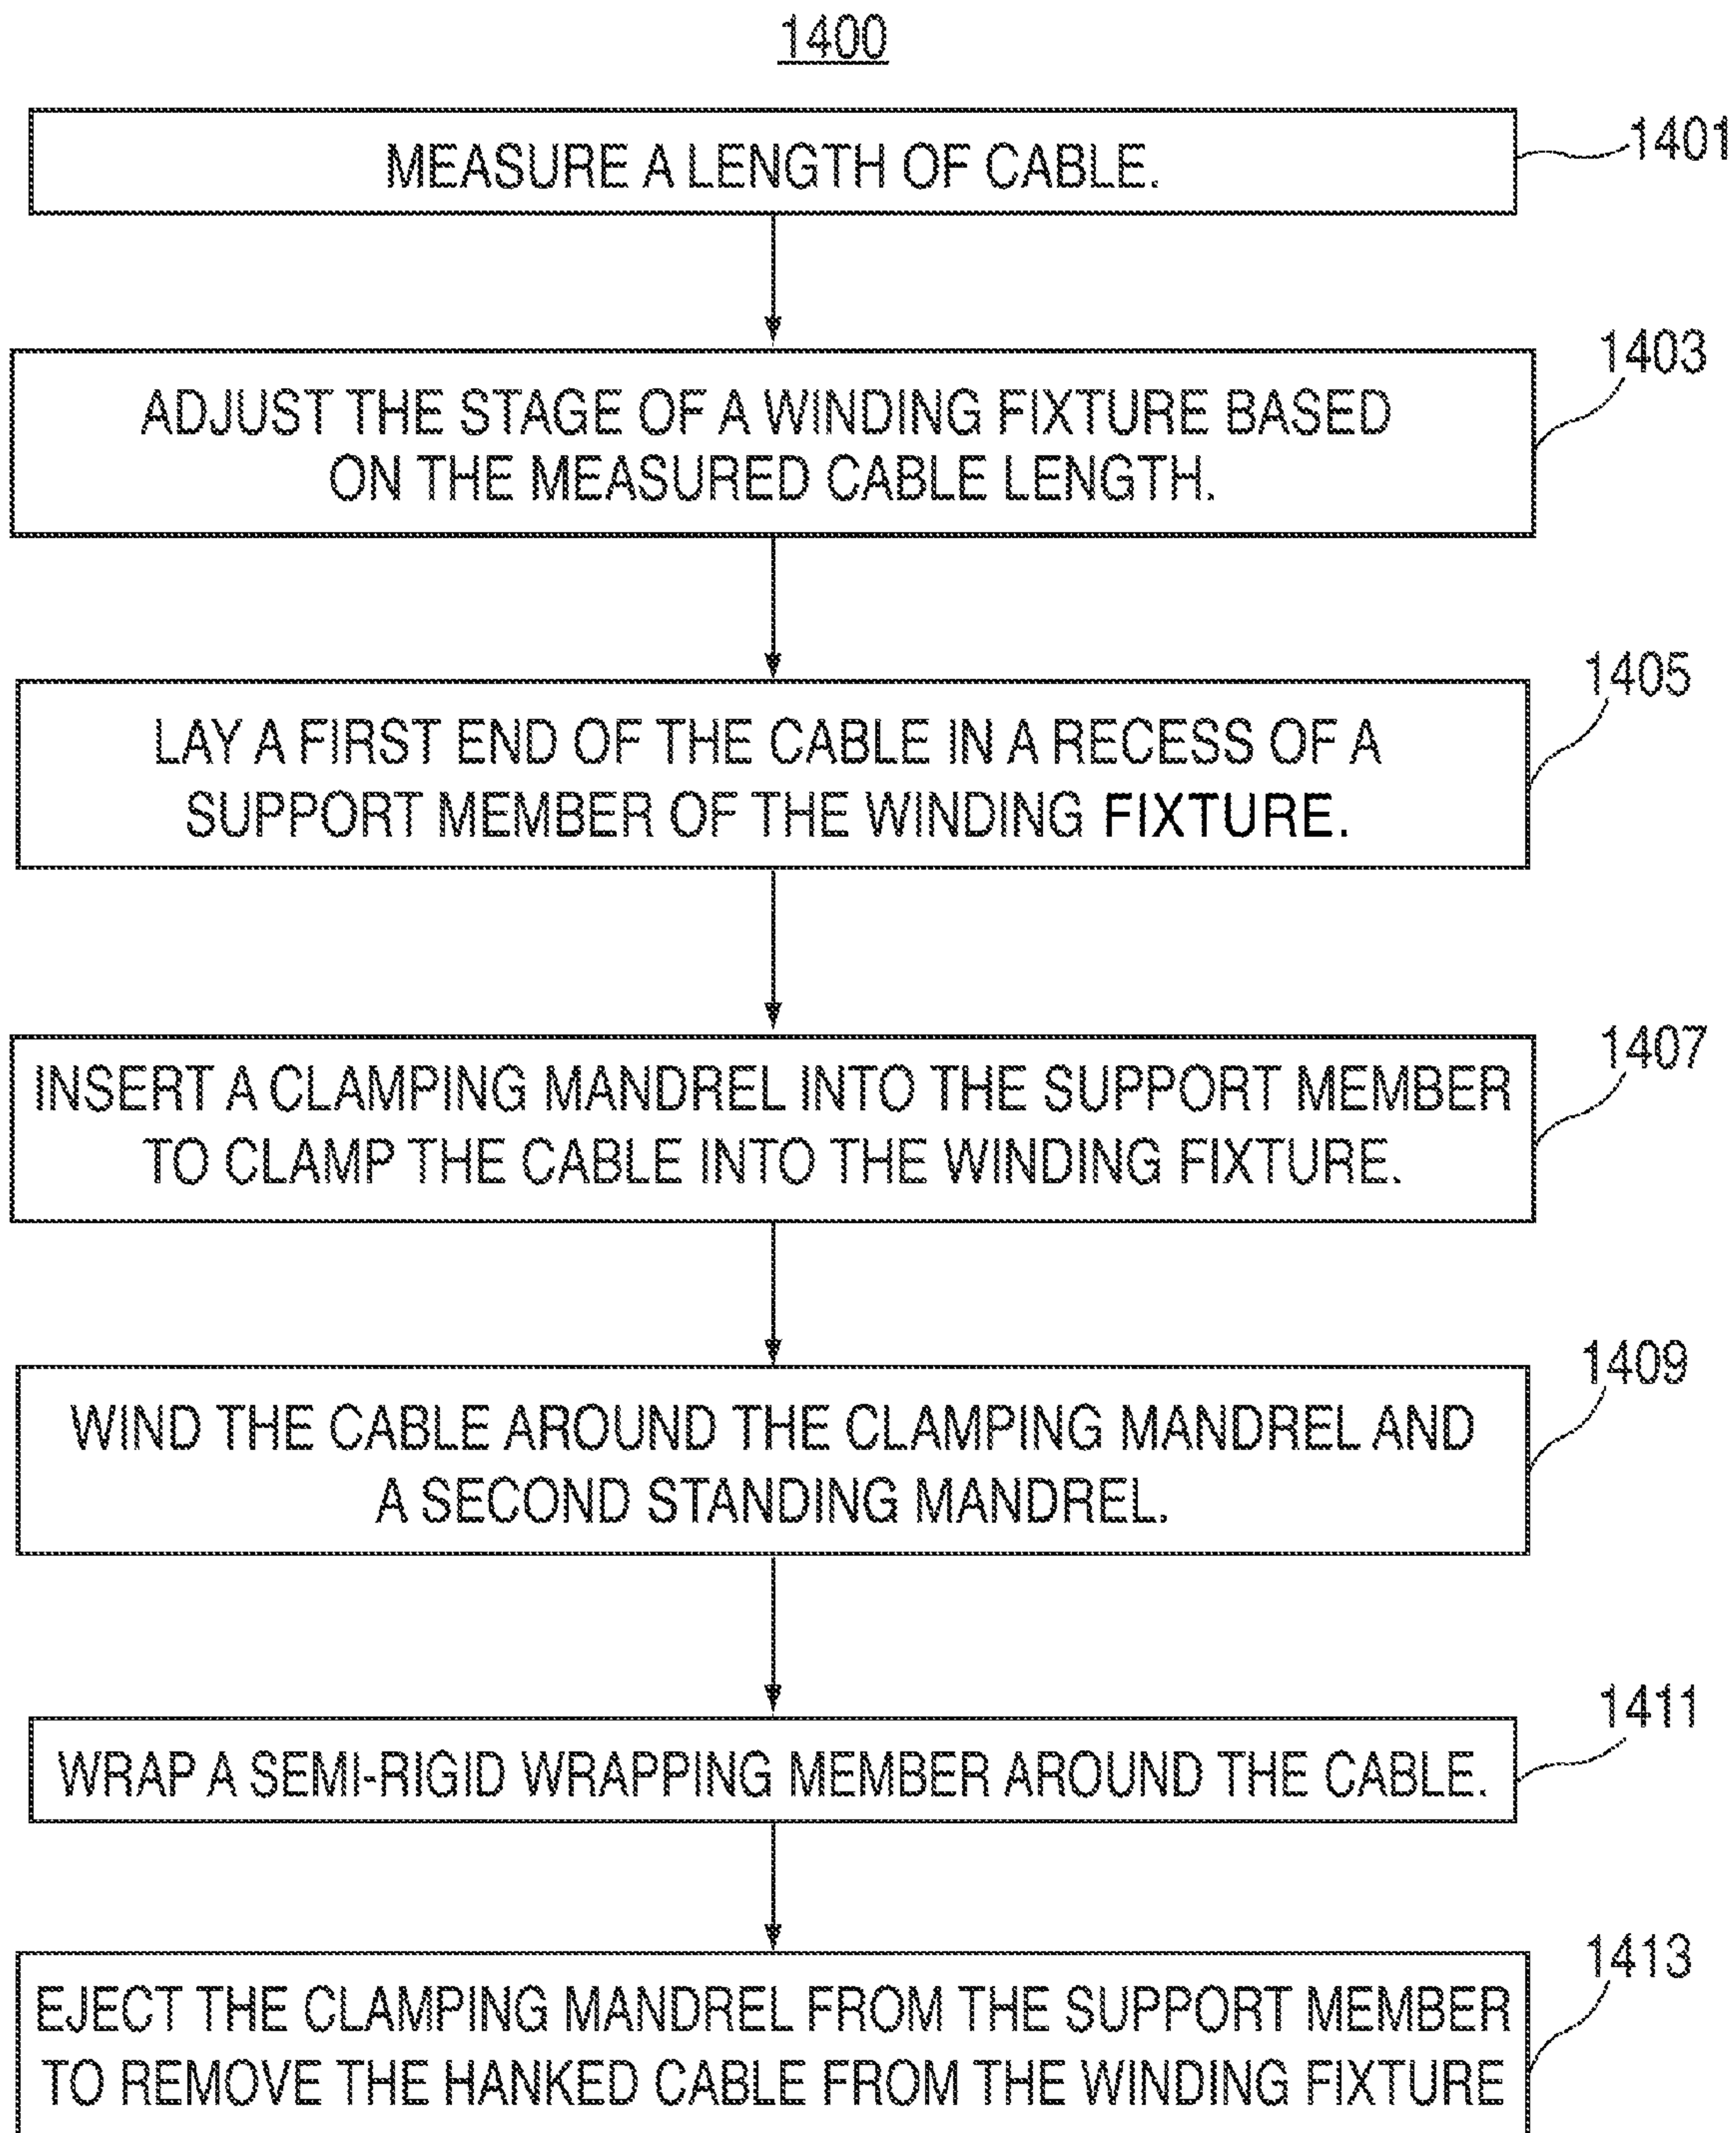 1400
MEASURE A LENGTH OF CABLE.
1401
ADJUST THE STAGE OF A WINDING FIXTURE BASED
ON THE MEASURED CABLE LENGTH.
1403
LAY A FIRST END OF THE CABLE IN A RECESS OF A
SUPPORT MEMBER OF THE WINDING FIXTURE.
1405
INSERT A CLAMPING MANDREL INTO THE SUPPORT MEMBER
TO CLAMP THE CABLE INTO THE WINDING FIXTURE.
1407
WIND THE CABLE AROUND THE CLAMPING MANDREL AND
A SECOND STANDING MANDREL.
1409
WRAP A SEMI-RIGID WRAPPING MEMBER AROUND THE CABLE.
1411
EJECT THE CLAMPING MANDREL FROM THE SUPPORT MEMBER
TO REMOVE THE HANKED CABLE FROM THE WINDING FIXTURE
1413